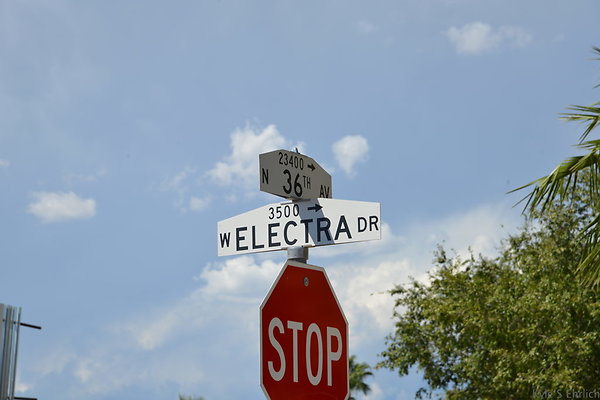 23400 →
N 36TH AV
3500 →
W ELECTRA DR
STOP